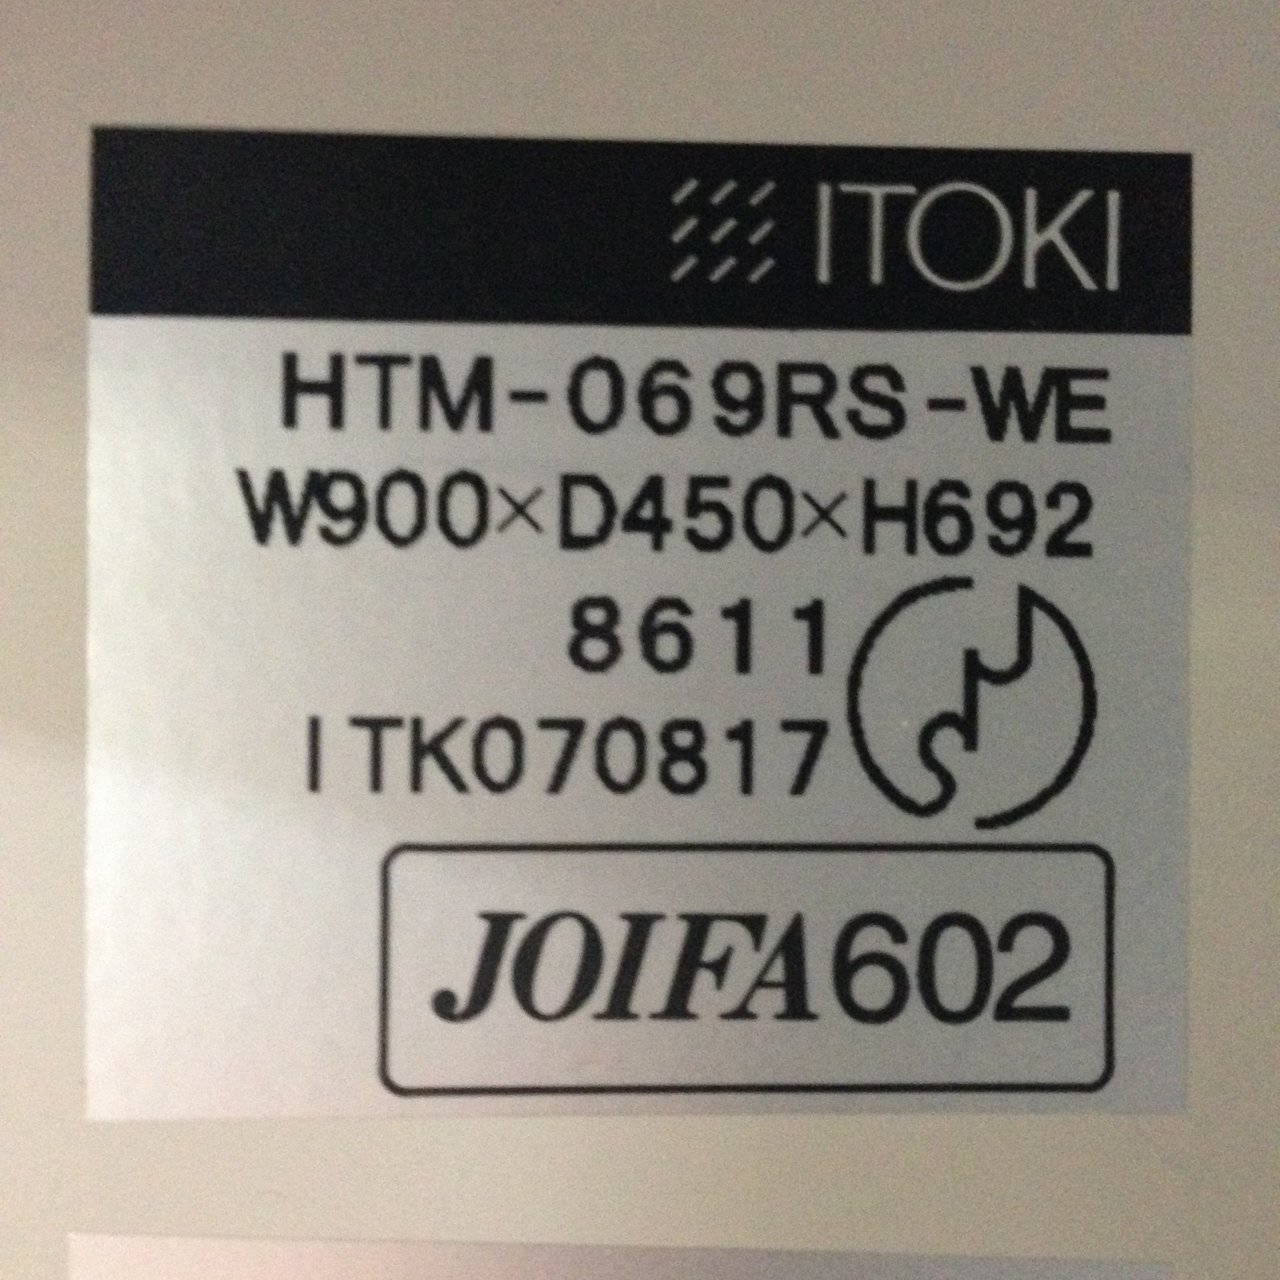 ITOKI
HTM-069RS-WE
W900×D450×H692
8611
ITK070817
JOIFA602